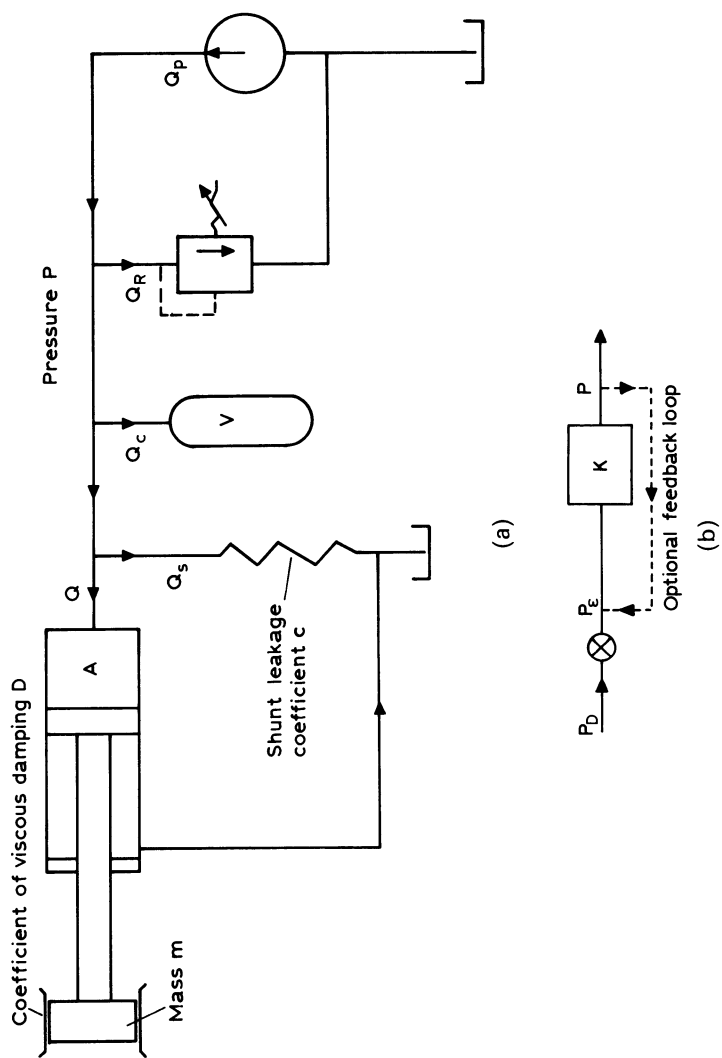 Coefficient of viscous damping D
Mass m
A
Q
Q_s
Shunt leakage
coefficient c
Q_c
V
Pressure P
Q_R
Q_p
(a)
P_D
P_ε
K
P
Optional feedback loop
(b)